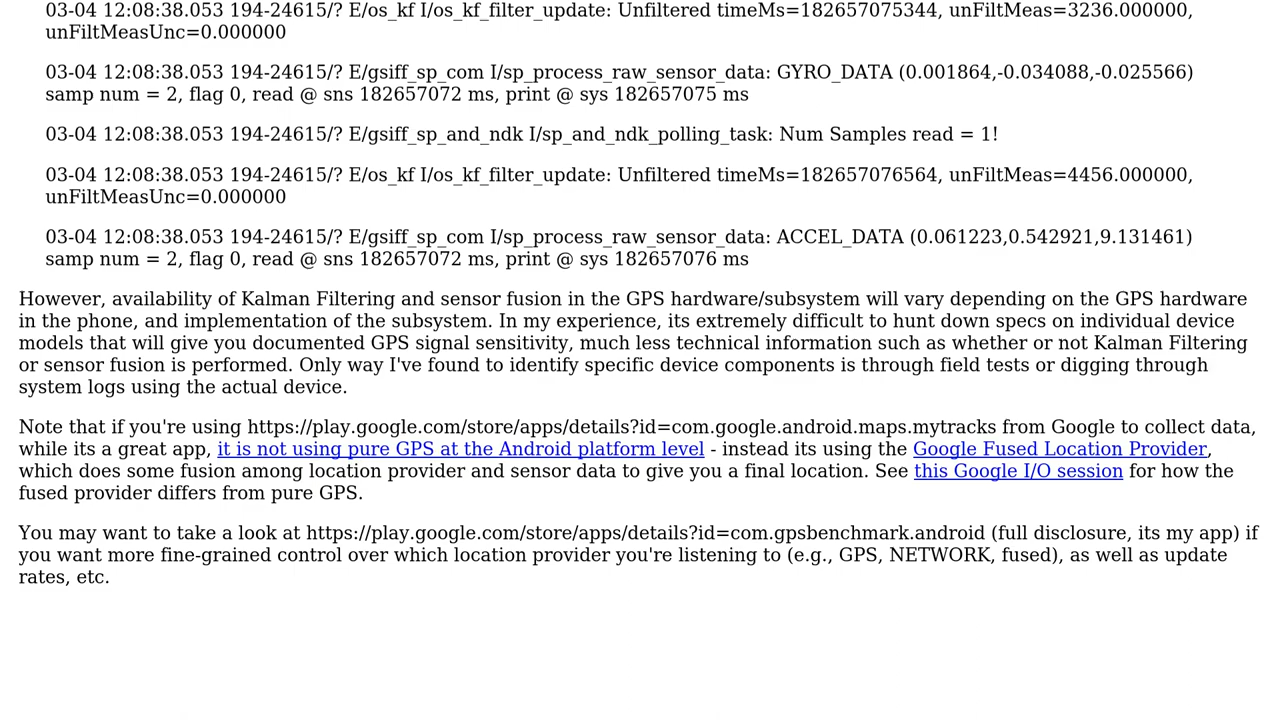 03-04 12:08:38.053 194-24615/? E/os_kf I/os_kf_filter_update: Unfiltered timeMs=182657075344, unFiltMeas=3236.000000,
unFiltMeasUnc=0.000000
03-04 12:08:38.053 194-24615/? E/gsiff_sp_com I/sp_process_raw_sensor_data: GYRO_DATA (0.001864,-0.034088,-0.025566)
samp num = 2, flag 0, read @ sns 182657072 ms, print @ sys 182657075 ms
03-04 12:08:38.053 194-24615/? E/gsiff_sp_and_ndk I/sp_and_ndk_polling_task: Num Samples read = 1!
03-04 12:08:38.053 194-24615/? E/os_kf I/os_kf_filter_update: Unfiltered timeMs=182657076564, unFiltMeas=4456.000000,
unFiltMeasUnc=0.000000
03-04 12:08:38.053 194-24615/? E/gsiff_sp_com I/sp_process_raw_sensor_data: ACCEL_DATA (0.061223,0.542921,9.131461)
samp num = 2, flag 0, read @ sns 182657072 ms, print @ sys 182657076 ms
However, availability of Kalman Filtering and sensor fusion in the GPS hardware/subsystem will vary depending on the GPS hardware
in the phone, and implementation of the subsystem. In my experience, its extremely difficult to hunt down specs on individual device
models that will give you documented GPS signal sensitivity, much less technical information such as whether or not Kalman Filtering
or sensor fusion is performed. Only way I've found to identify specific device components is through field tests or digging through
system logs using the actual device.
Note that if you're using https://play.google.com/store/apps/details?id=com.google.android.maps.mytracks from Google to collect data,
while its a great app, it is not using pure GPS at the Android platform level - instead its using the Google Fused Location Provider,
which does some fusion among location provider and sensor data to give you a final location. See this Google I/O session for how the
fused provider differs from pure GPS.
You may want to take a look at https://play.google.com/store/apps/details?id=com.gpsbenchmark.android (full disclosure, its my app) if
you want more fine-grained control over which location provider you're listening to (e.g., GPS, NETWORK, fused), as well as update
rates, etc.